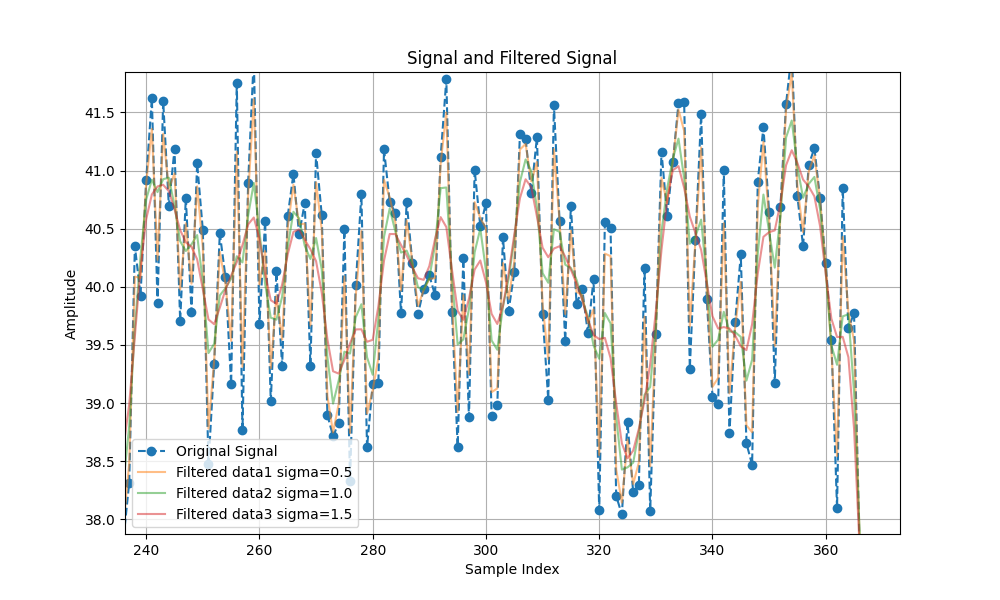 Signal and Filtered Signal
Amplitude
41.5
41.0
40.5
40.0
39.5
39.0
38.5
38.0
Original Signal
Filtered data1 sigma=0.5
Filtered data2 sigma=1.0
Filtered data3 sigma=1.5
240 260 280 300 320 340 360
Sample Index